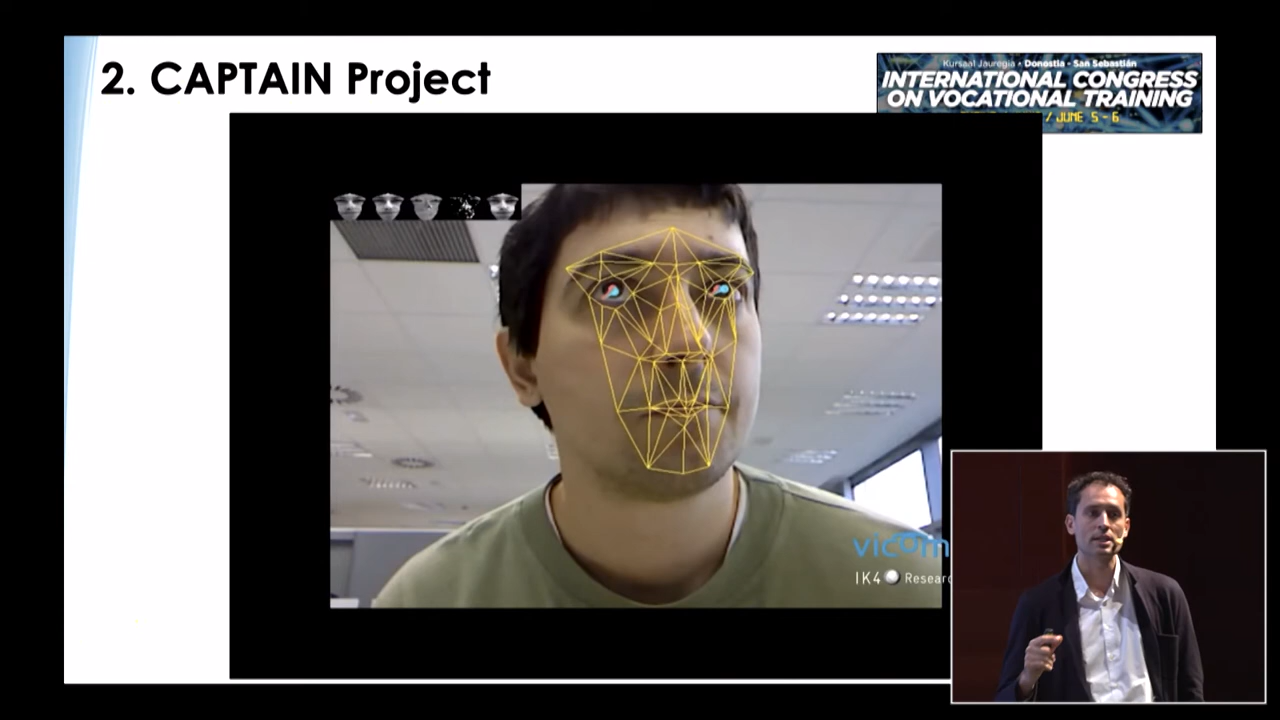 2. CAPTAIN Project
Kursaal Jauregia • Donostia - San Sebastián
INTERNATIONAL CONGRESS
ON VOCATIONAL TRAINING
/ JUNE 5 - 6
vicom
IK4 Researc